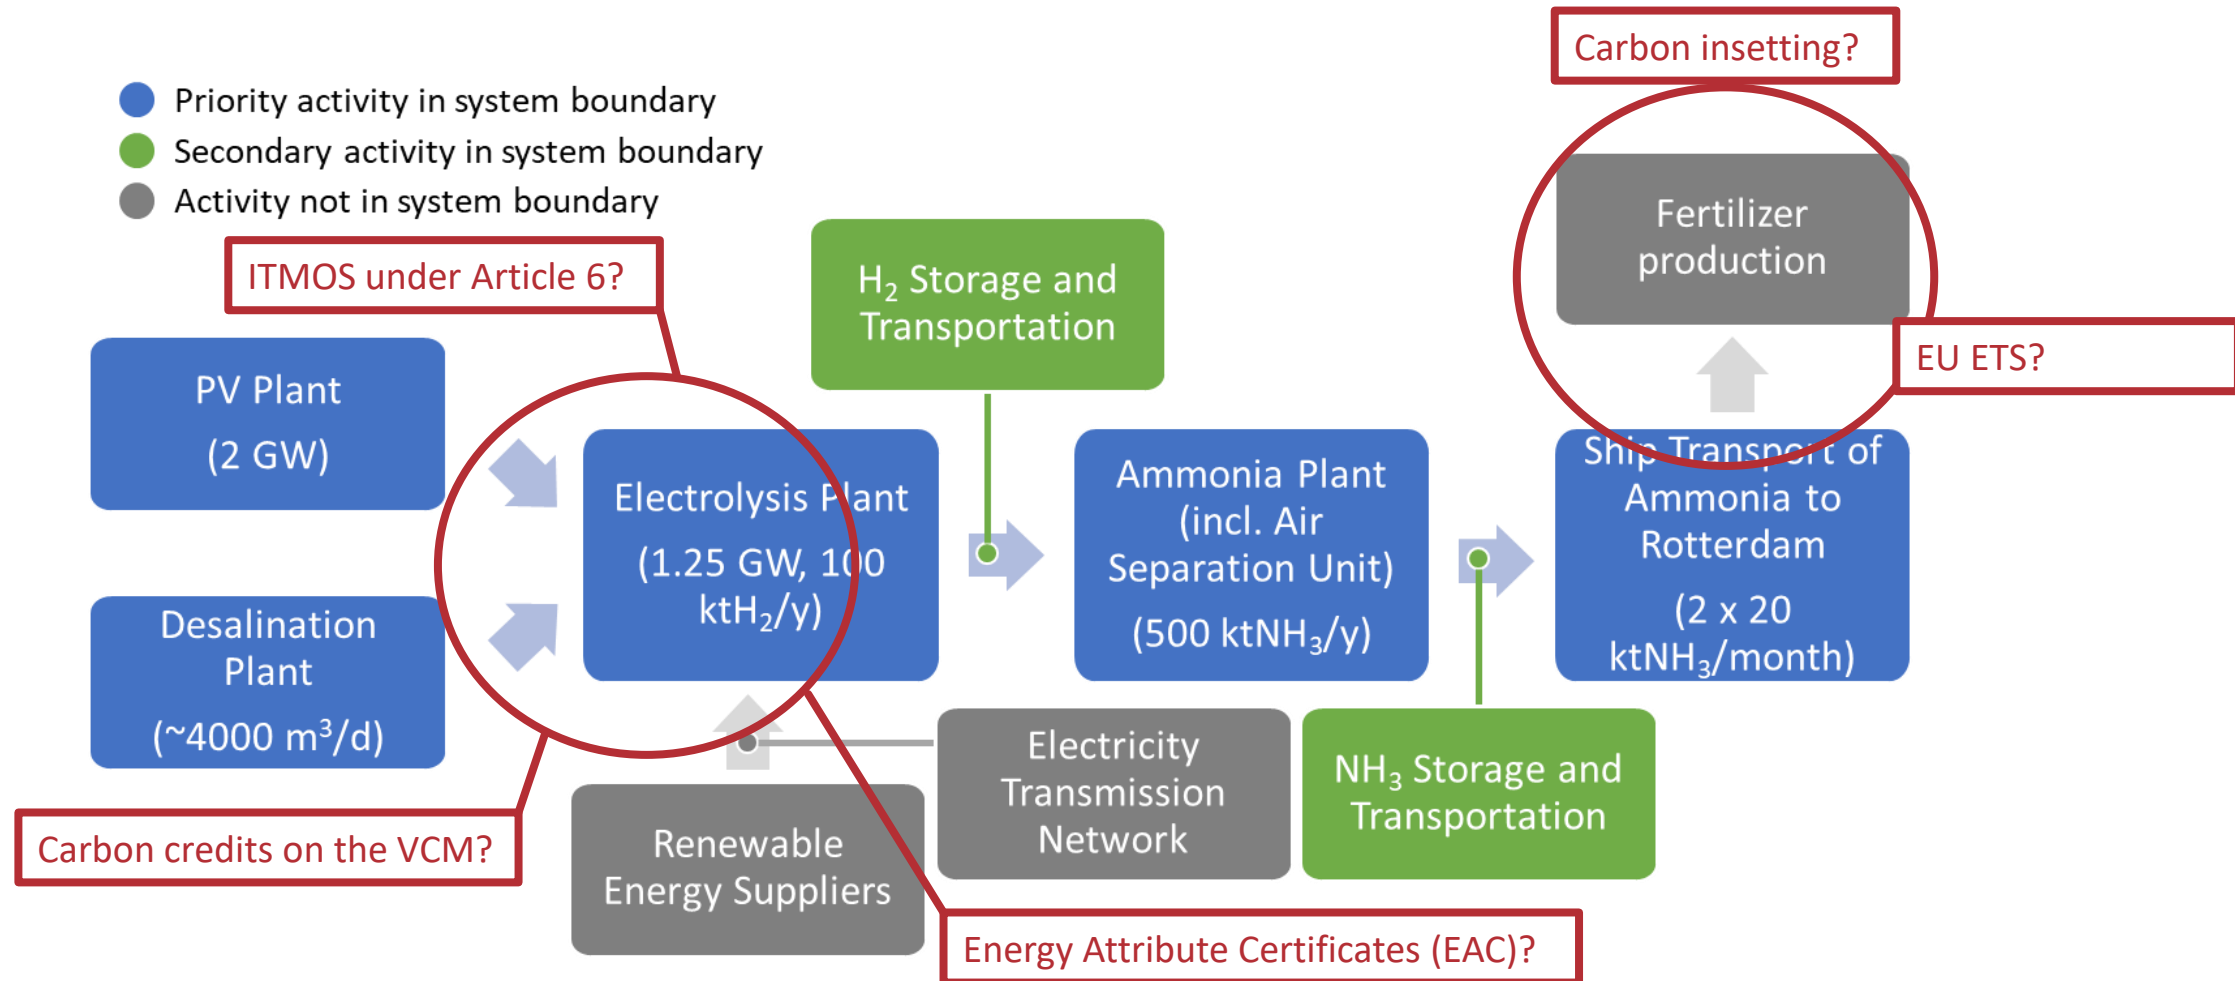 Carbon insetting?
Priority activity in system boundary
Secondary activity in system boundary
Activity not in system boundary
ITMOS under Article 6?
H₂ Storage and
Transportation
Fertilizer
production
EU ETS?
PV Plant
(2 GW)
Electrolysis Plant
(1.25 GW, 100
ktH₂/y)
Ammonia Plant
(incl. Air
Separation Unit)
(500 ktNH₃/y)
Ship Transport of
Ammonia to
Rotterdam
(2 x 20
ktNH₃/month)
Desalination
Plant
(~4000 m³/d)
Carbon credits on the VCM?
Renewable
Energy Suppliers
Electricity
Transmission
Network
NH₃ Storage and
Transportation
Energy Attribute Certificates (EAC)?